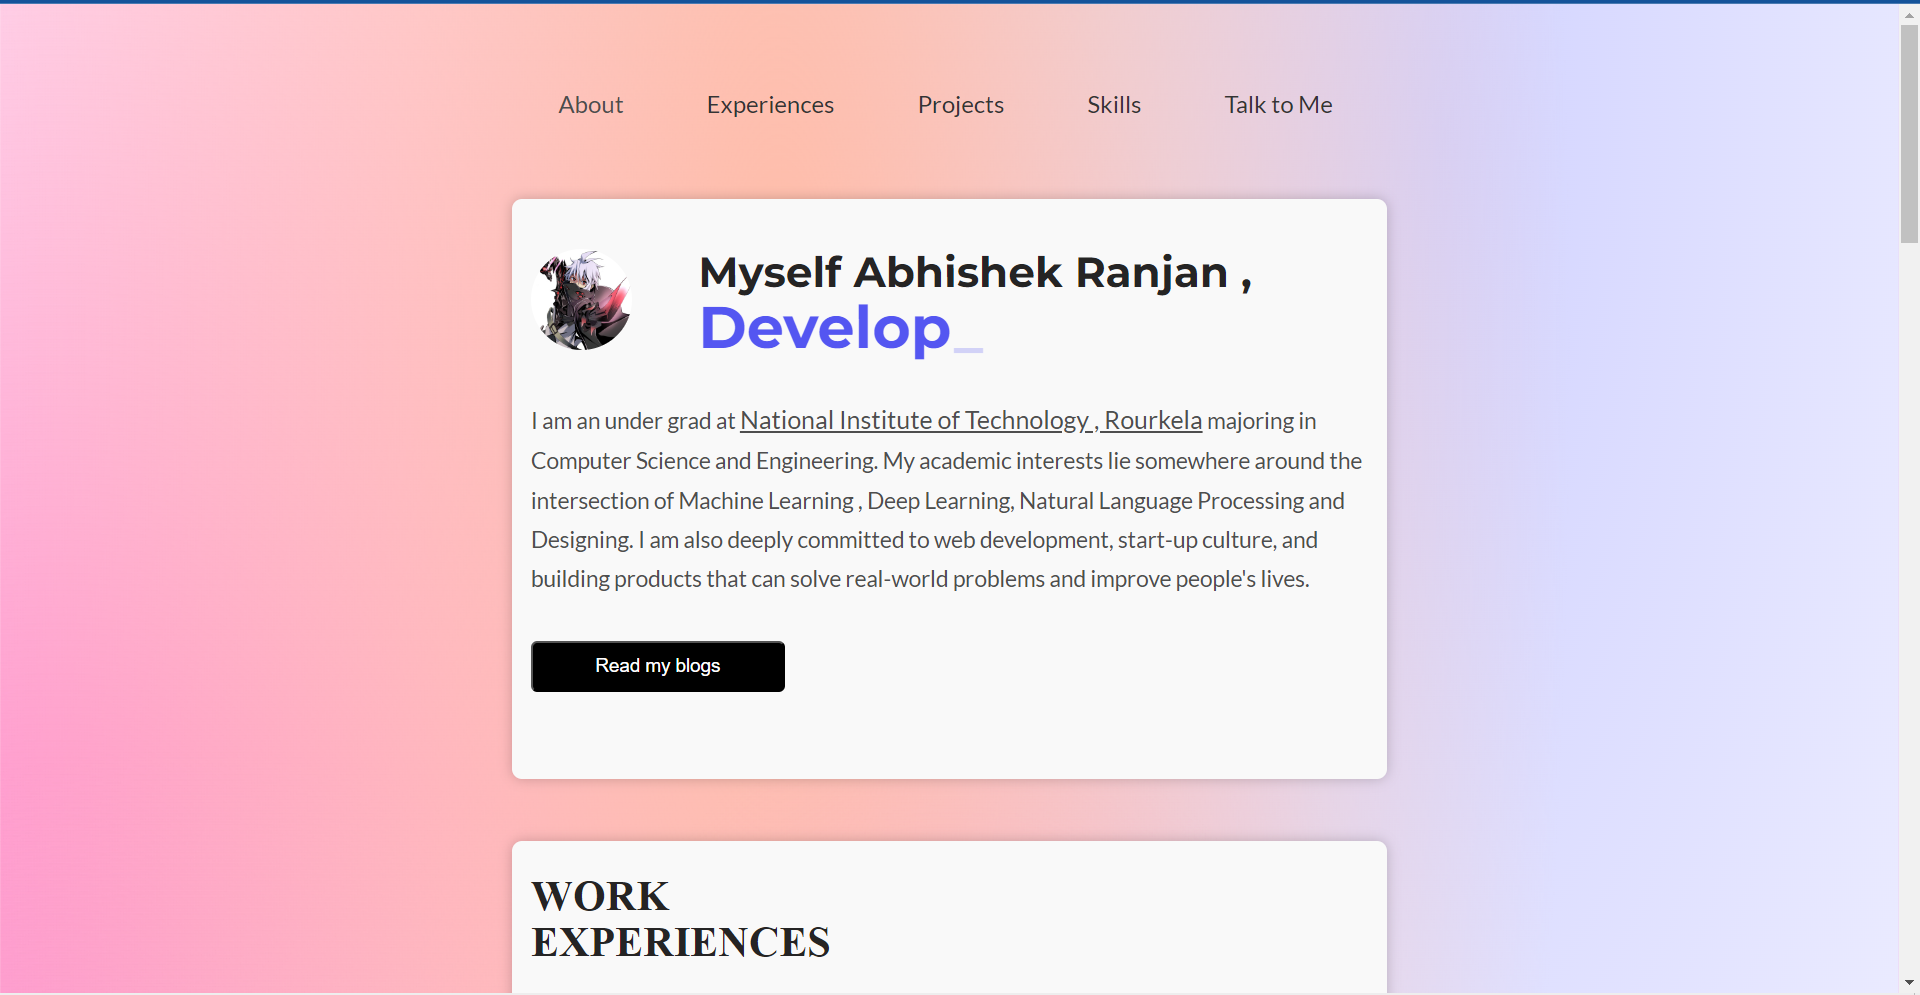 About Experiences Projects Skills Talk to Me
Myself Abhishek Ranjan ,
Develop_
I am an under grad at National Institute of Technology , Rourkela majoring in
Computer Science and Engineering. My academic interests lie somewhere around the
intersection of Machine Learning , Deep Learning, Natural Language Processing and
Designing. I am also deeply committed to web development, start-up culture, and
building products that can solve real-world problems and improve people's lives.
Read my blogs
WORK
EXPERIENCES